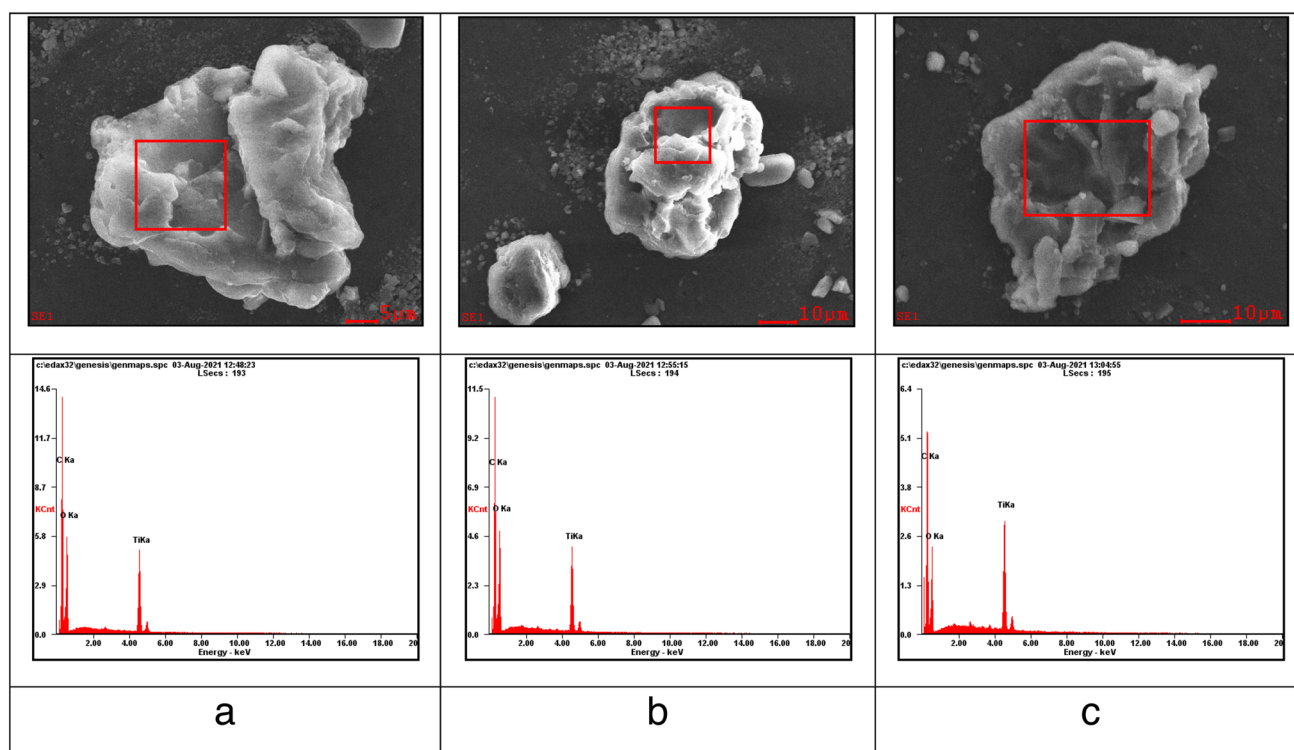 SE1 5µm
SE1 10µm
SE1 10µm
c:\edax32\genesis\genmaps.spc 03-Aug-2021 12:48:23
LSecs : 193
14.6
11.7
8.7
5.8
2.9
0.0
KCnt
C Ka
O Ka
TiKa
2.00 4.00 6.00 8.00 10.00 12.00 14.00 16.00 18.00 20
Energy - keV
c:\edax32\genesis\genmaps.spc 03-Aug-2021 12:55:15
LSecs : 194
11.5
9.2
6.9
4.6
2.3
0.0
KCnt
C Ka
O Ka
TiKa
2.00 4.00 6.00 8.00 10.00 12.00 14.00 16.00 18.00 20
Energy - keV
c:\edax32\genesis\genmaps.spc 03-Aug-2021 13:04:55
LSecs : 195
6.4
5.1
3.8
2.6
1.3
0.0
KCnt
C Ka
O Ka
TiKa
2.00 4.00 6.00 8.00 10.00 12.00 14.00 16.00 18.00 20
Energy - keV
a b c